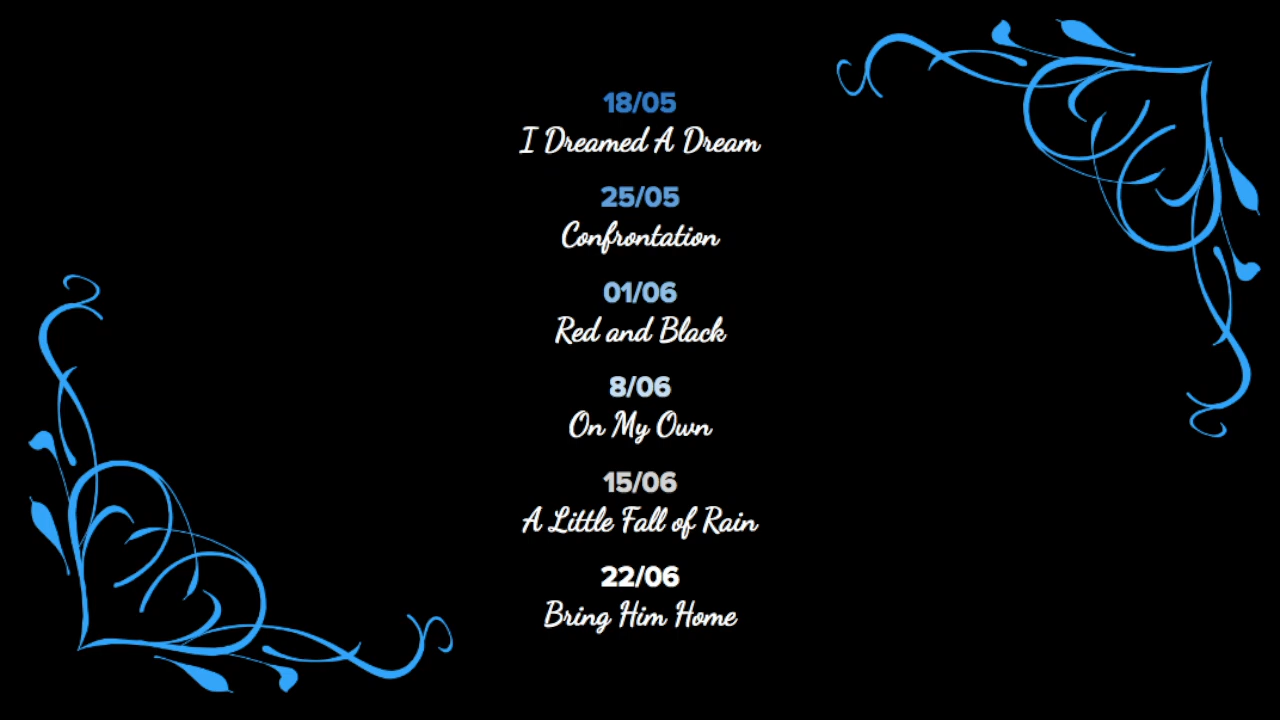 18/05
I Dreamed A Dream
25/05
Confrontation
01/06
Red and Black
8/06
On My Own
15/06
A Little Fall of Rain
22/06
Bring Him Home